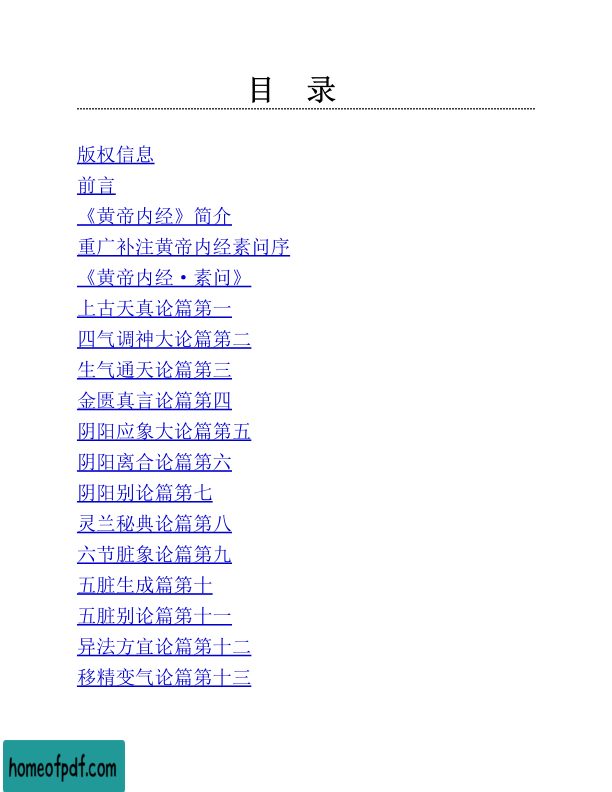 目 录
版权信息
前言
《黄帝内经》简介
重广补注黄帝内经素问序
《黄帝内经·素问》
上古天真论篇第一
四气调神大论篇第二
生气通天论篇第三
金匮真言论篇第四
阴阳应象大论篇第五
阴阳离合论篇第六
阴阳别论篇第七
灵兰秘典论篇第八
六节脏象论篇第九
五脏生成篇第十
五脏别论篇第十一
异法方宜论篇第十二
移精变气论篇第十三
homeofpdf.com